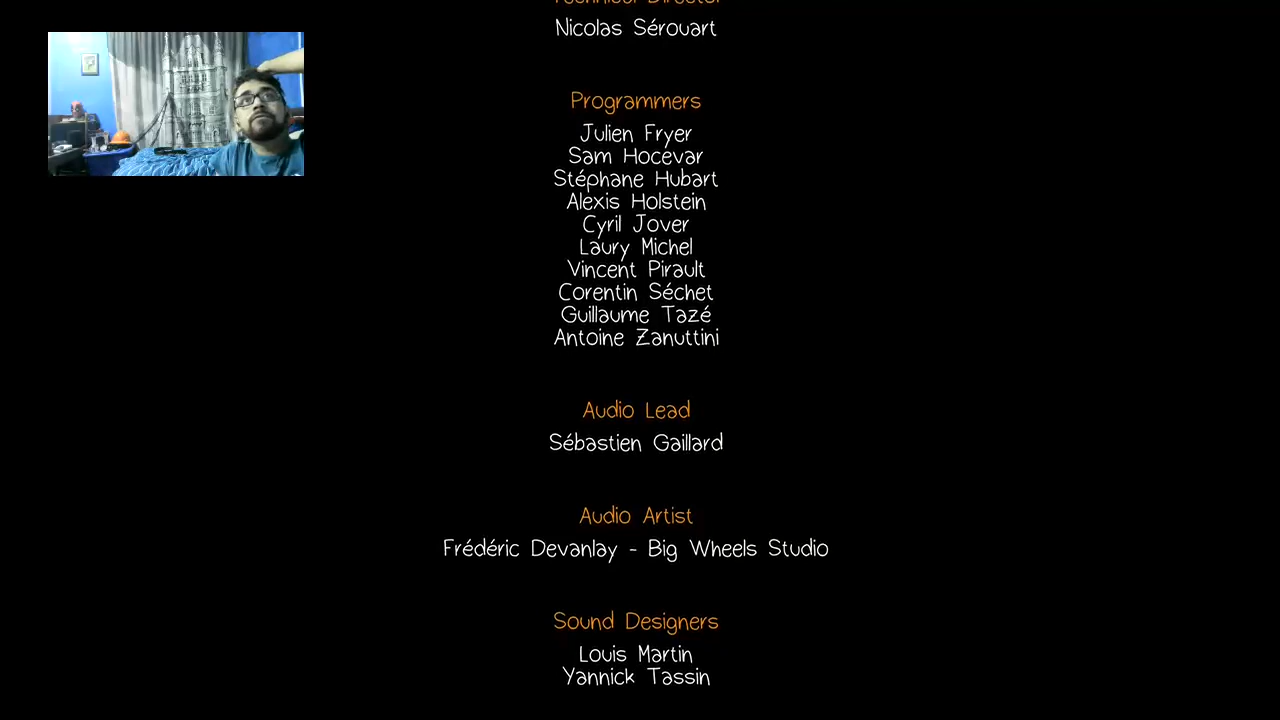 Technical Director
Nicolas Sérouart
Programmers
Julien Fryer
Sam Hocevar
Stéphane Hubart
Alexis Holstein
Cyril Jover
Laury Michel
Vincent Pirault
Corentin Séchet
Guillaume Tazé
Antoine Zanuttini
Audio Lead
Sébastien Gaillard
Audio Artist
Frédéric Devanlay - Big Wheels Studio
Sound Designers
Louis Martin
Yannick Tassin